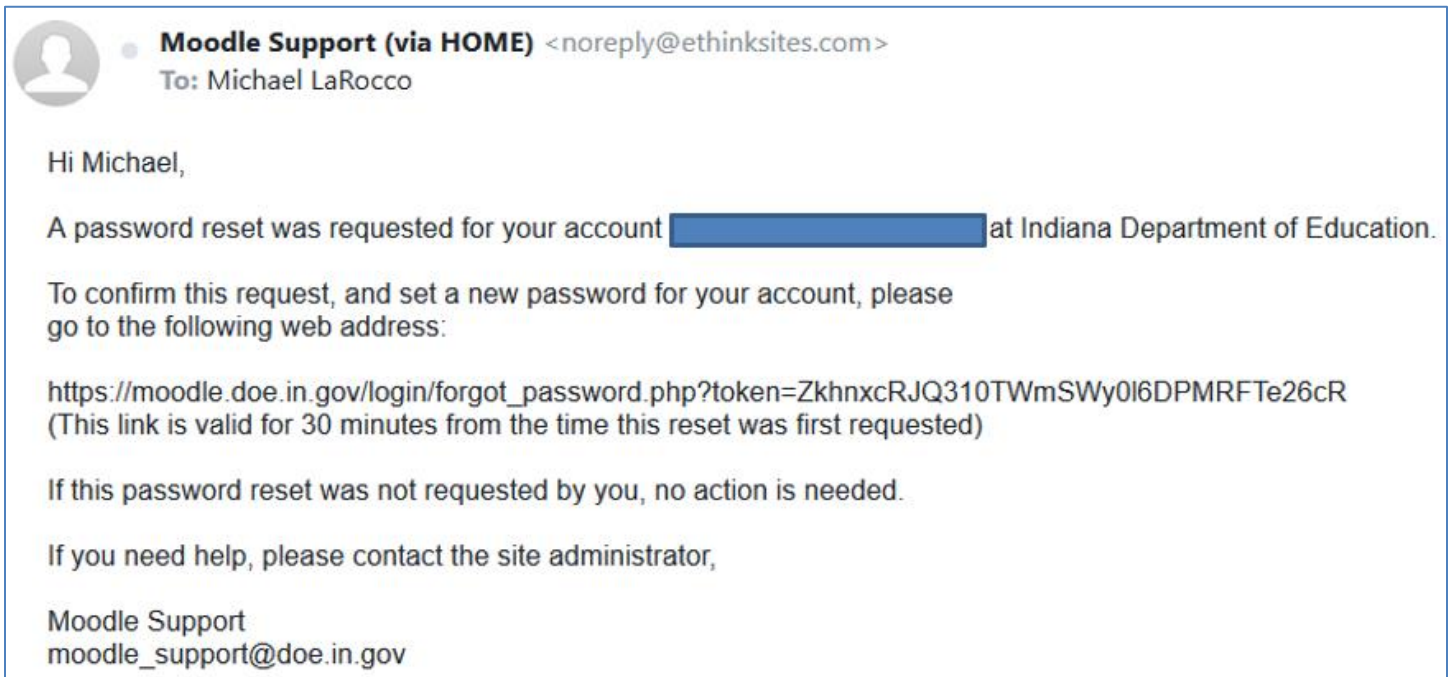 Moodle Support (via HOME) <noreply@ethinksites.com>
To: Michael LaRocco
Hi Michael,
A password reset was requested for your account at Indiana Department of Education.
To confirm this request, and set a new password for your account, please
go to the following web address:
https://moodle.doe.in.gov/login/forgot_password.php?token=ZkhnxcRJQ310TWmSWy0l6DPMRFTe26cR
(This link is valid for 30 minutes from the time this reset was first requested)
If this password reset was not requested by you, no action is needed.
If you need help, please contact the site administrator,
Moodle Support
moodle_support@doe.in.gov